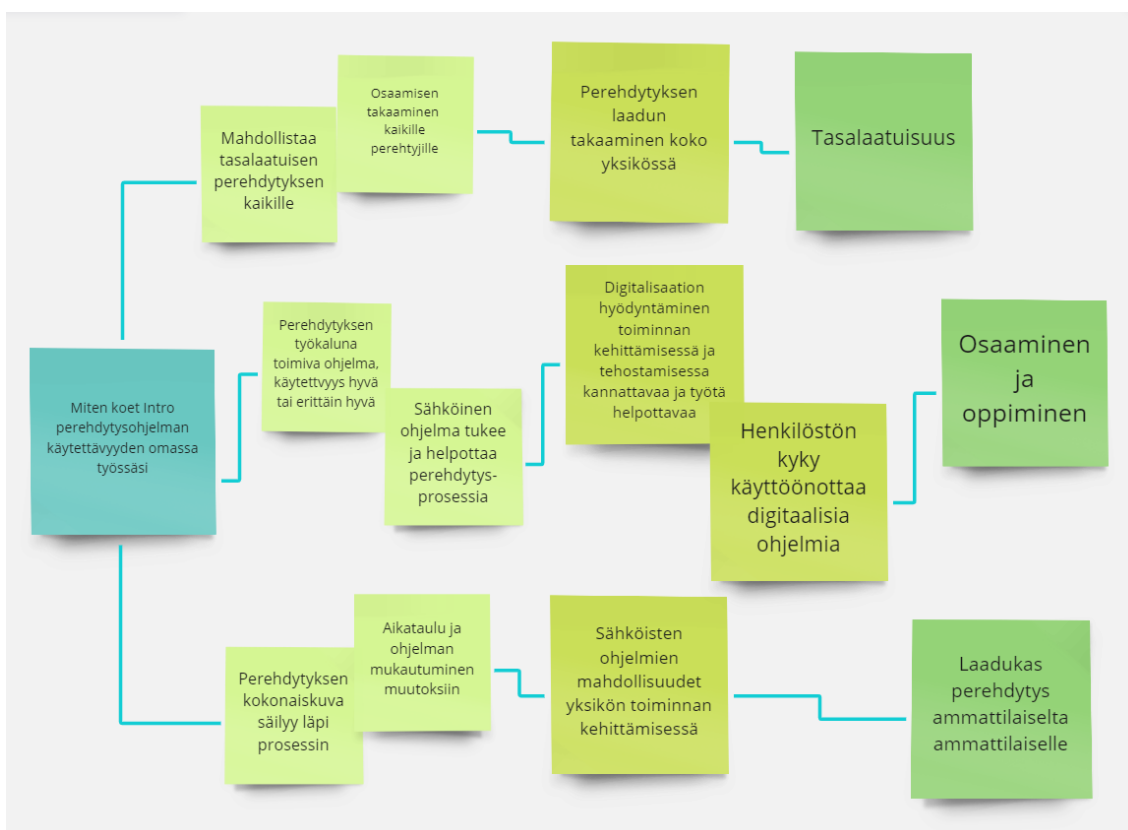 Mahdollistaa
tasalaatuisen
perehdytyksen
kaikille
Osaamisen
takaaminen
kaikille
perehtyjille
Perehdytyksen
laadun
takaaminen koko
yksikössä
Tasalaatuisuus
Miten koet Intro
perehdytysohjelman
käytettävyyden omassa
työssäsi
Perehdytyksen
työkaluna
toimiva ohjelma,
käytettvyys hyvä
tai erittäin hyvä
Sähköinen
ohjelma tukee
ja helpottaa
perehdytys-
prosessia
Digitalisaation
hyödyntäminen
toiminnan
kehittämisessä ja
tehostamisessa
kannattavaa ja työtä
helpottavaa
Henkilöstön
kyky
käyttöönottaa
digitaalisia
ohjelmia
Osaaminen
ja
oppiminen
Perehdytyksen
kokonaiskuva
säilyy läpi
prosessin
Aikataulu ja
ohjelman
mukautuminen
muutoksiin
Sähköisten
ohjelmien
mahdollisuudet
yksikön toiminnan
kehittämisessä
Laadukas
perehdytys
ammattilaiselta
ammattilaiselle